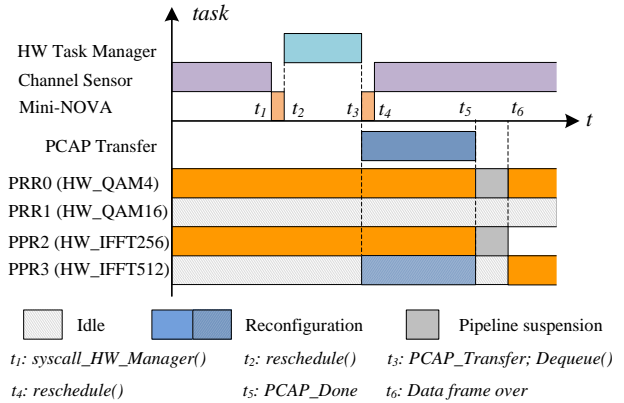 task
HW Task Manager
Channel Sensor
Mini-NOVA
t1 t2 t3 t4 t5 t6
t
PCAP Transfer
PRR0 (HW_QAM4)
PRR1 (HW_QAM16)
PPR2 (HW_IFFT256)
PPR3 (HW_IFFT512)
Idle Reconfiguration Pipeline suspension
t1: syscall_HW_Manager() t2: reschedule() t3: PCAP_Transfer; Dequeue()
t4: reschedule() t5: PCAP_Done t6: Data frame over